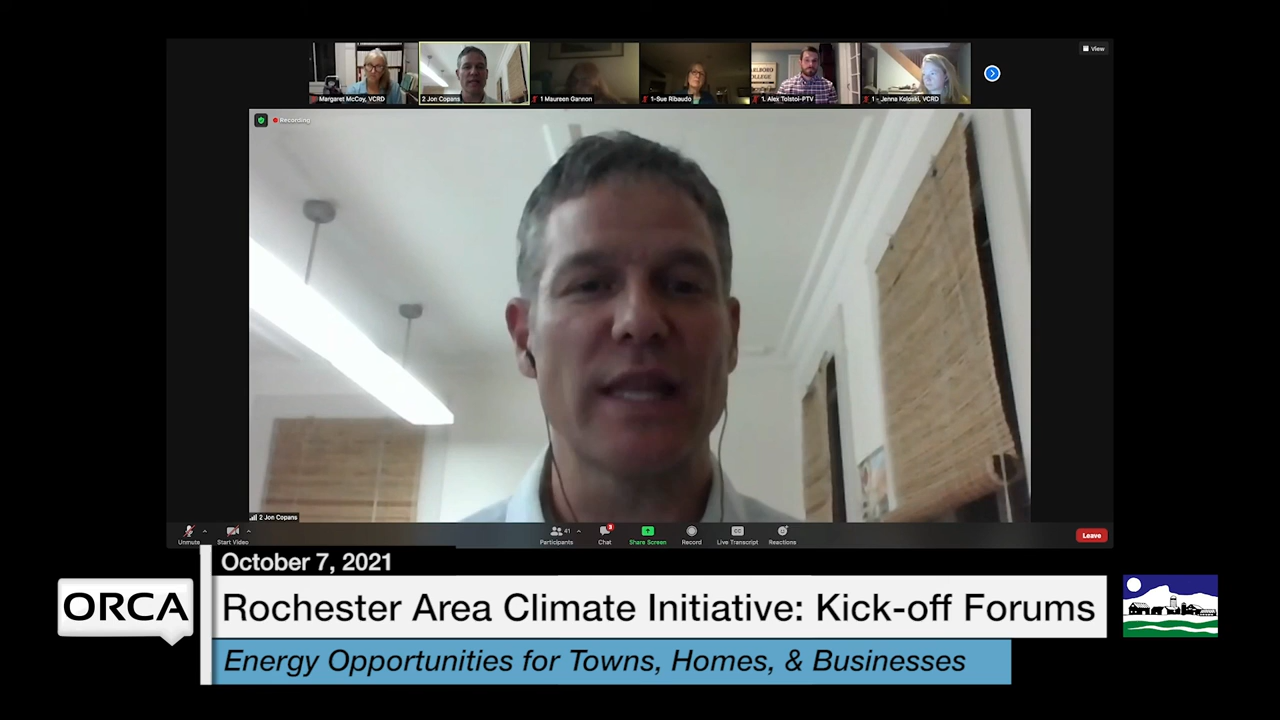 View
Margaret McCoy, VCRD
2 Jon Copans
1 Maureen Gannon
1-Sue Ribaudo
1. Alex Tolstoi-PTV
1 - Jenna Koloski, VCRD
Recording
2 Jon Copans
Unmute
Start Video
Participants
41
Chat
Share Screen
Record
CC
Live Transcript
Reactions
Leave
October 7, 2021
ORCA
Rochester Area Climate Initiative: Kick-off Forums
Energy Opportunities for Towns, Homes, & Businesses